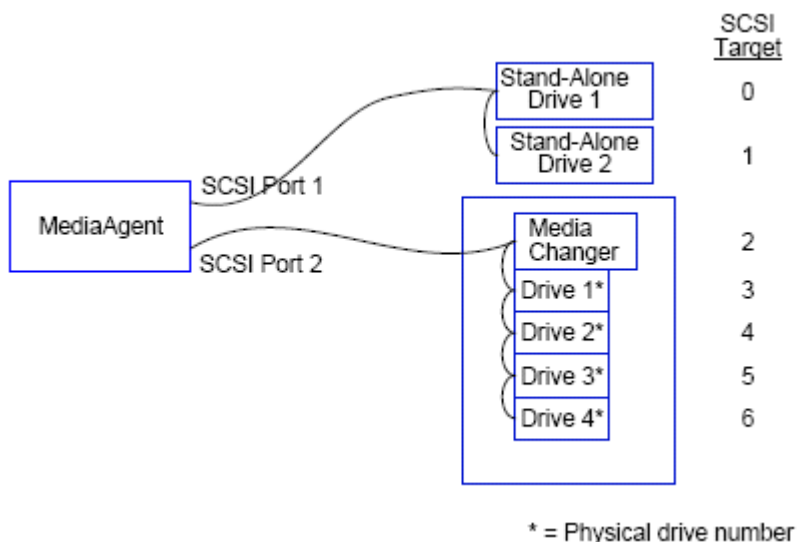 SCSI
Target
Stand-Alone
Drive 1
0
Stand-Alone
Drive 2
1
SCSI Port 1
MediaAgent
SCSI Port 2
Media
Changer
2
Drive 1*
3
Drive 2*
4
Drive 3*
5
Drive 4*
6
* = Physical drive number